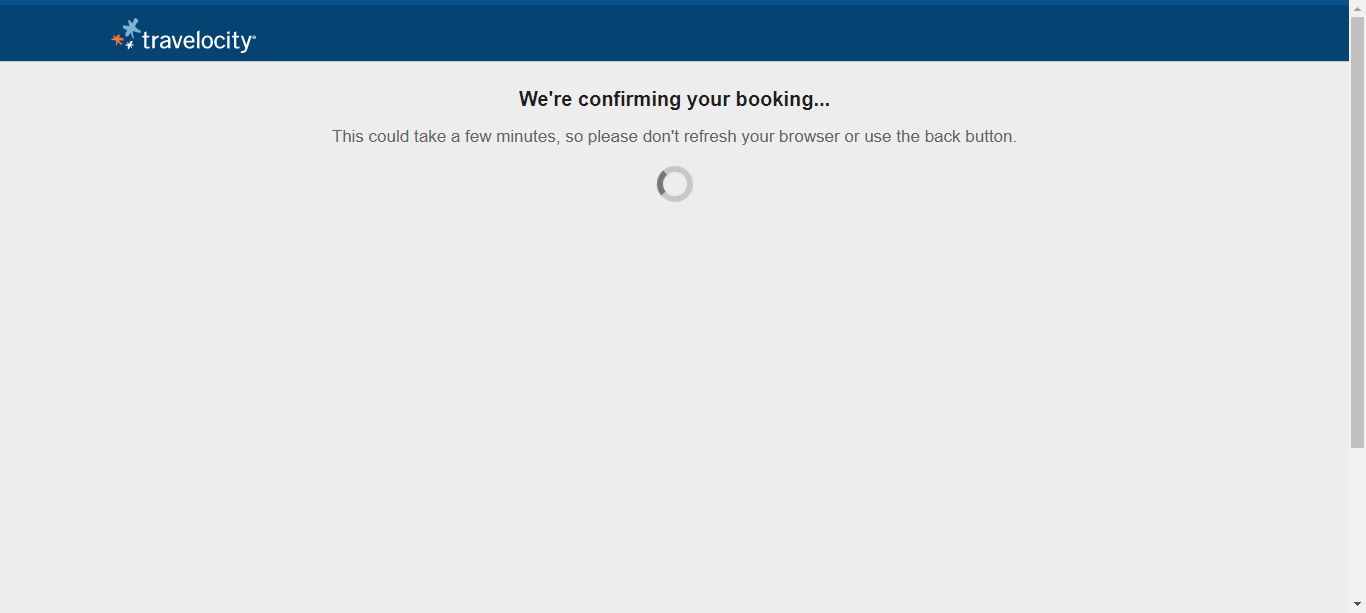 travelocity
We're confirming your booking...
This could take a few minutes, so please don't refresh your browser or use the back button.